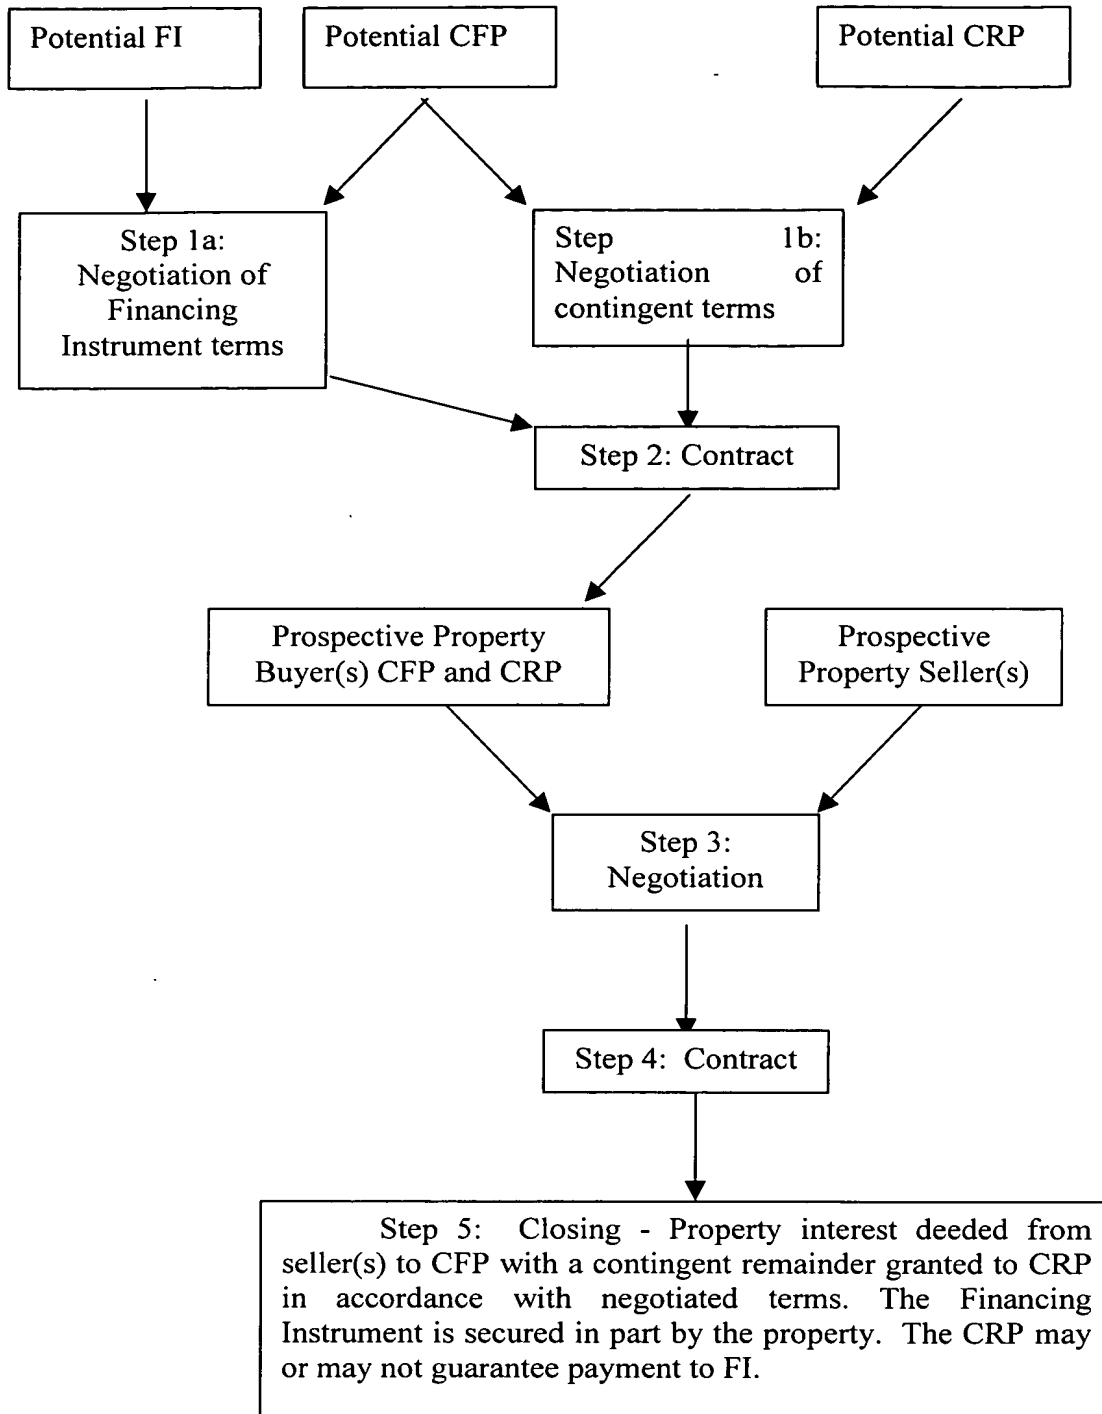 Potential FI
Potential CFP
Potential CRP
Step 1a:
Negotiation of
Financing
Instrument terms
Step 1b:
Negotiation of
contingent terms
Step 2: Contract
Prospective Property
Buyer(s) CFP and CRP
Prospective
Property Seller(s)
Step 3:
Negotiation
Step 4: Contract
Step 5: Closing - Property interest deeded from
seller(s) to CFP with a contingent remainder granted to CRP
in accordance with negotiated terms. The Financing
Instrument is secured in part by the property. The CRP may
or may not guarantee payment to FI.